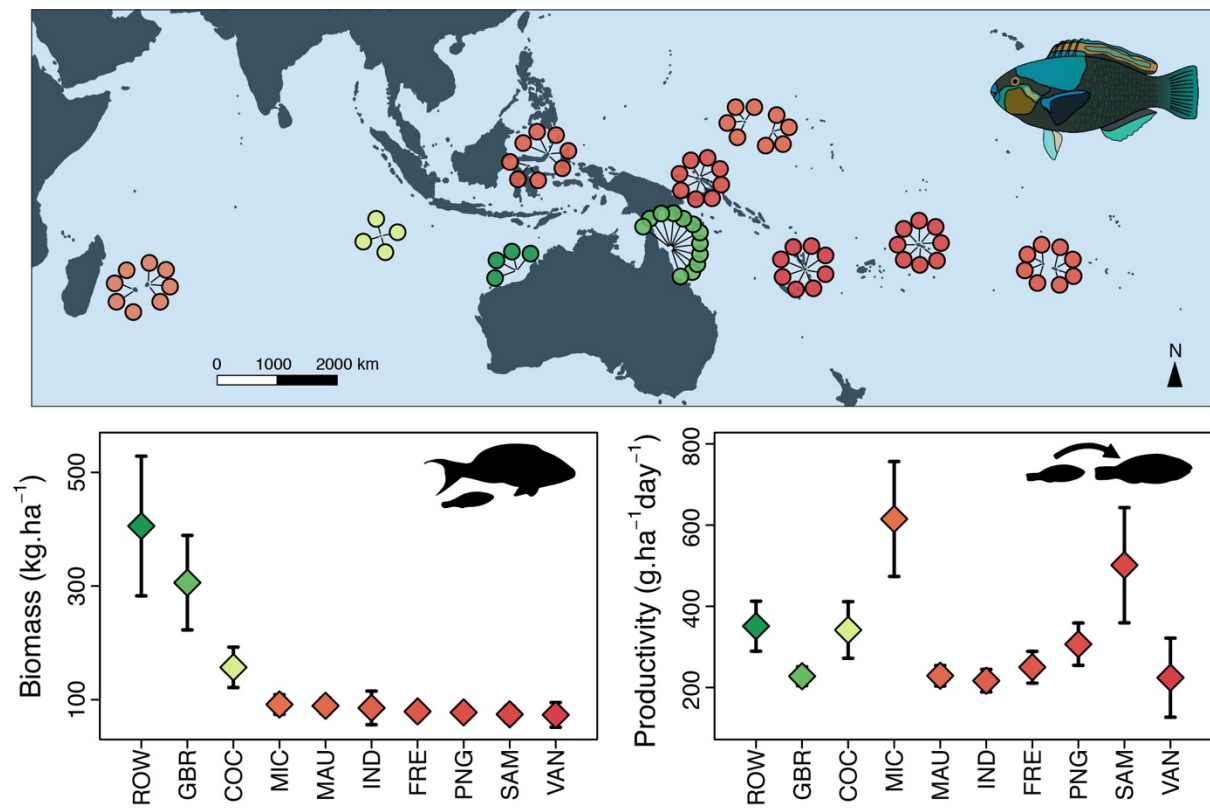 0 1000 2000 km
N
Biomass (kg.ha⁻¹)
500
300
100
ROW GBR COC MIC MAU IND FRE PNG SAM VAN
Productivity (g.ha⁻¹day⁻¹)
800
600
400
200
ROW GBR COC MIC MAU IND FRE PNG SAM VAN